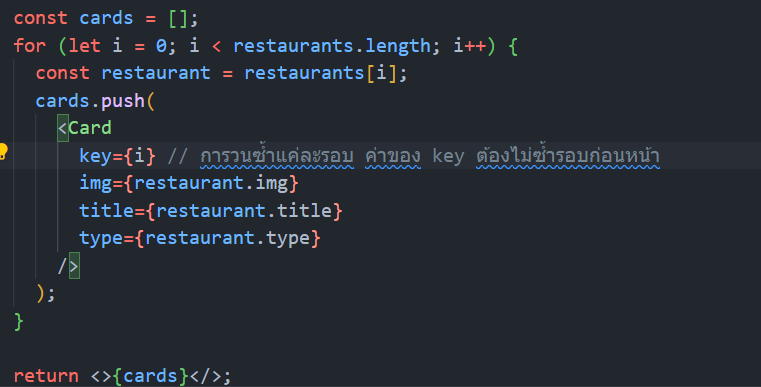 const cards = [];
for (let i = 0; i < restaurants.length; i++) {
const restaurant = restaurants[i];
cards.push(
<Card
key={i} // การวนซ้ำแค่ละรอบ ค่าของ key ต้องไม่ซ้ำรอบก่อนหน้า
img={restaurant.img}
title={restaurant.title}
type={restaurant.type}
/>
);
}
return <>{cards}</>;